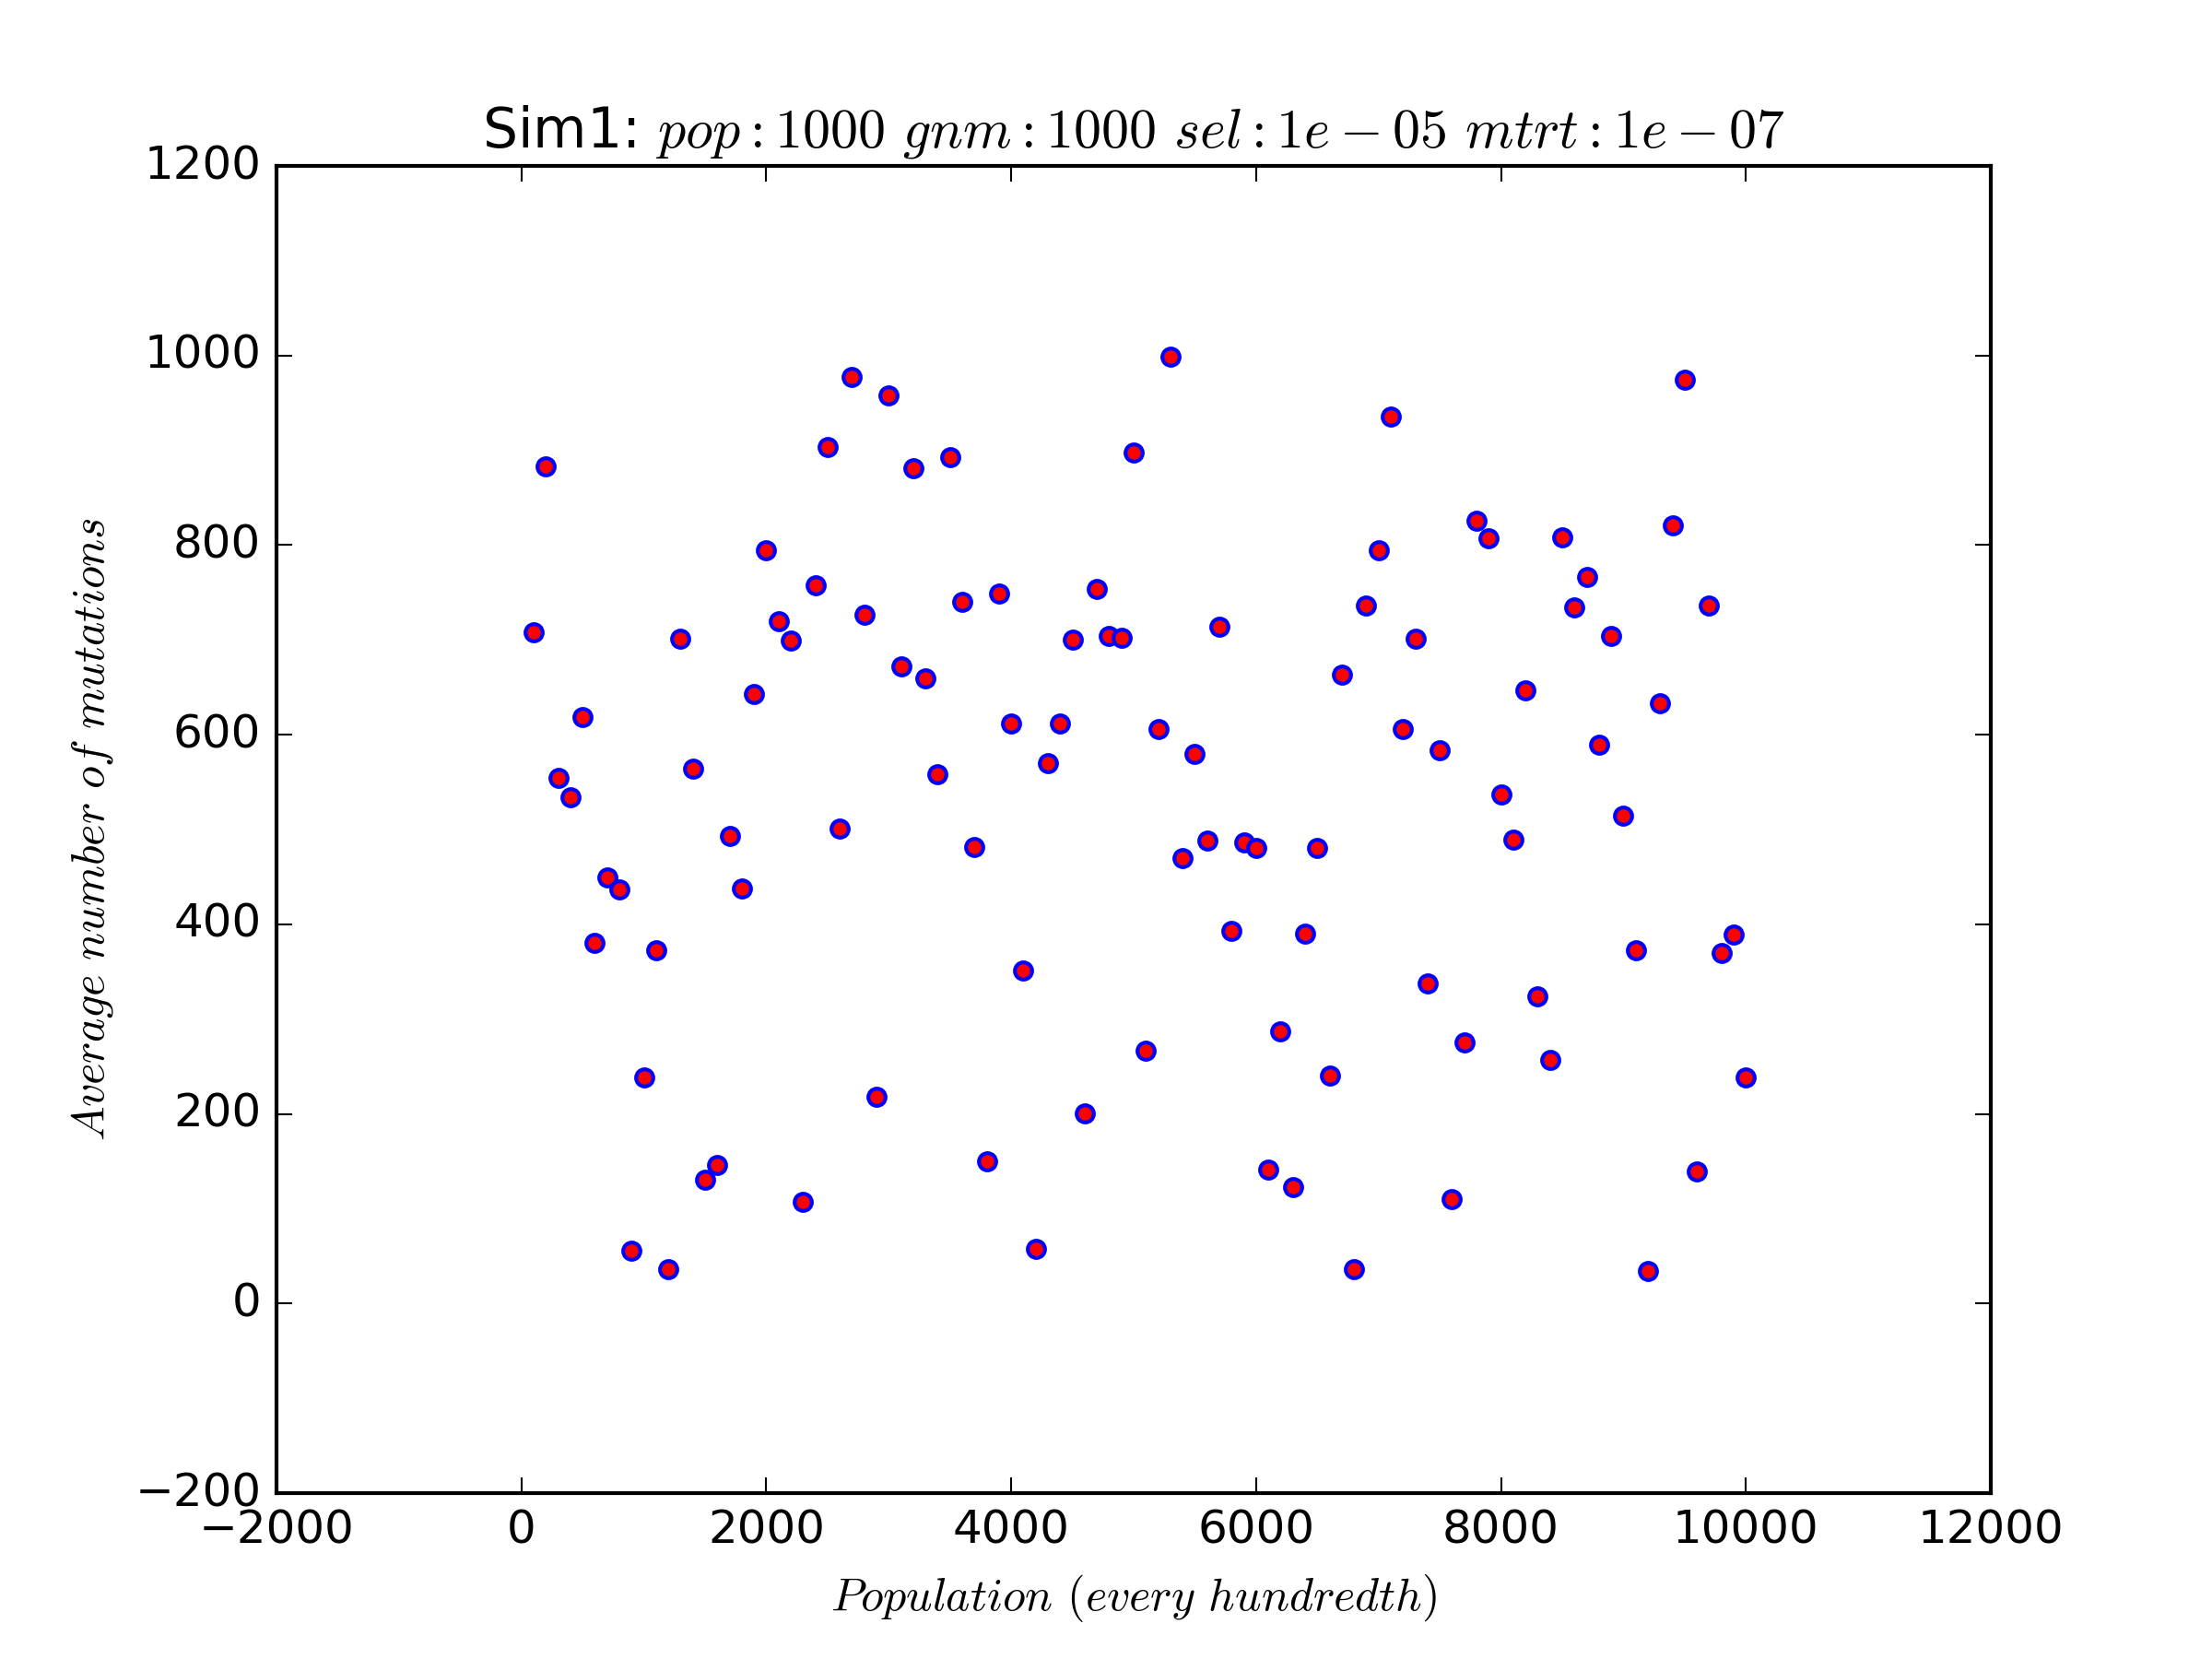 Sim1: pop : 1000 gnm : 1000 sel : 1e − 05 mtrt : 1e − 07
1200
1000
800
600
400
200
0
−200
Average number of mutations
−2000 0 2000 4000 6000 8000 10000 12000
Population (every hundredth)